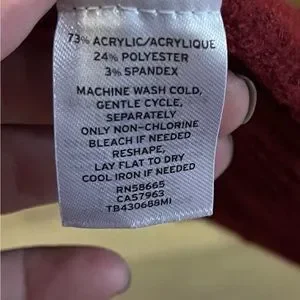 73% ACRYLIC/ACRYLIQUE
24% POLYESTER
3% SPANDEX
MACHINE WASH COLD,
GENTLE CYCLE,
SEPARATELY
ONLY NON-CHLORINE
BLEACH IF NEEDED
RESHAPE,
LAY FLAT TO DRY
COOL IRON IF NEEDED
RN58665
CA57963
TB430688MI